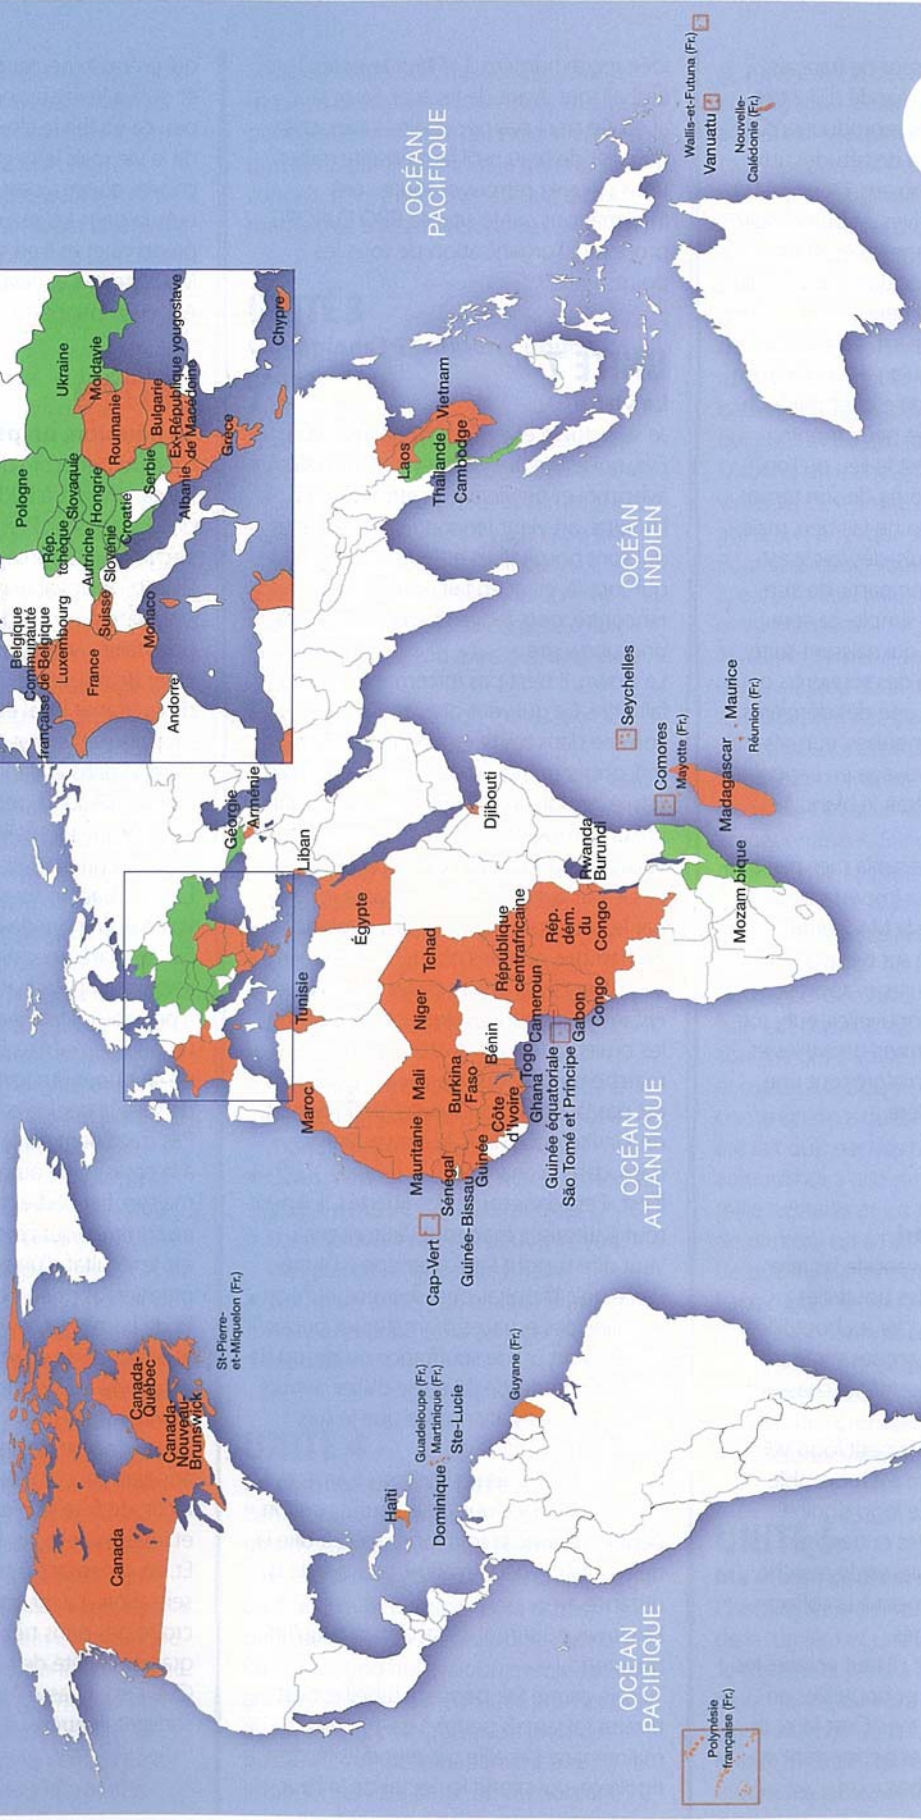 Canada
Canada-
Québec
Canada-
Nouveau-
Brunswick
St-Pierre-
et-Miquelon (Fr.)
Haïti
Guadeloupe (Fr.)
Martinique (Fr.)
Dominique
Ste-Lucie
Guyane (Fr.)
OCÉAN
PACIFIQUE
Polynésie
française (Fr.)
OCÉAN
ATLANTIQUE
Maroc
Tunisie
Égypte
Liban
Géorgie
Arménie
Mauritanie
Mali
Niger
Tchad
Cap-Vert
Sénégal
Guinée-Bissau
Guinée
Burkina
Faso
Côte
d'Ivoire
Ghana
Togo
Bénin
Cameroun
République
centrafricaine
Guinée équatoriale
São Tomé et Príncipe
Gabon
Congo
Rép.
dém.
du
Congo
Rwanda
Burundi
Djibouti
Seychelles
Comores
Mayotte (Fr.)
Madagascar
Maurice
Réunion (Fr.)
Mozambique
OCÉAN
INDIEN
Laos
Thaïlande
Cambodge
Vietnam
OCÉAN
PACIFIQUE
Wallis-et-Futuna (Fr.)
Vanuatu
Nouvelle-
Calédonie (Fr.)
Belgique
Communauté
française de Belgique
Luxembourg
France
Suisse
Monaco
Andorre
Pologne
Rép.
tchèque
Slovaquie
Autriche
Hongrie
Slovénie
Croatie
Ukraine
Moldavie
Roumanie
Bulgarie
Serbie
Ex-République yougoslave
de Macédoine
Albanie
Grèce
Chypre